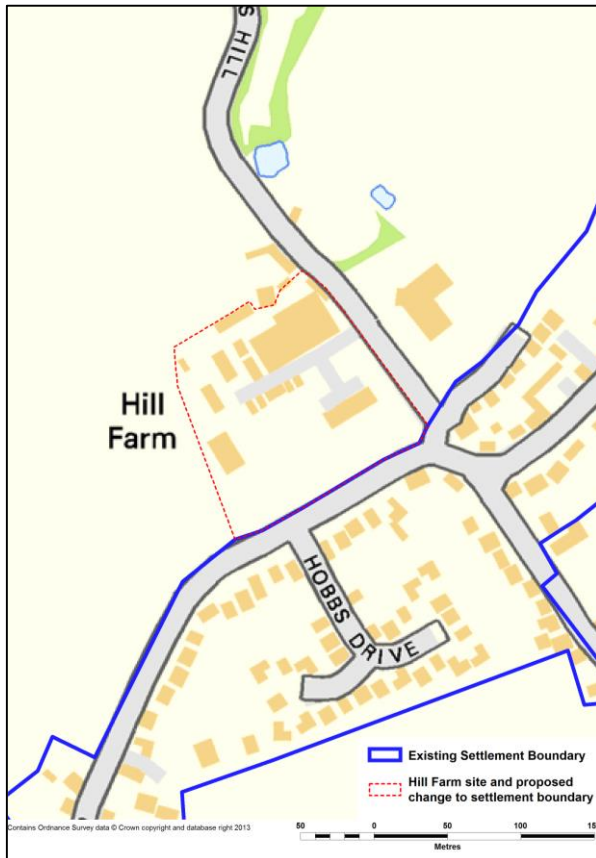 S HILL
Hill
Farm
HOBBS DRIVE
Existing Settlement Boundary
Hill Farm site and proposed
change to settlement boundary
Contains Ordnance Survey data © Crown copyright and database right 2013
50 0 50 100 150
Metres